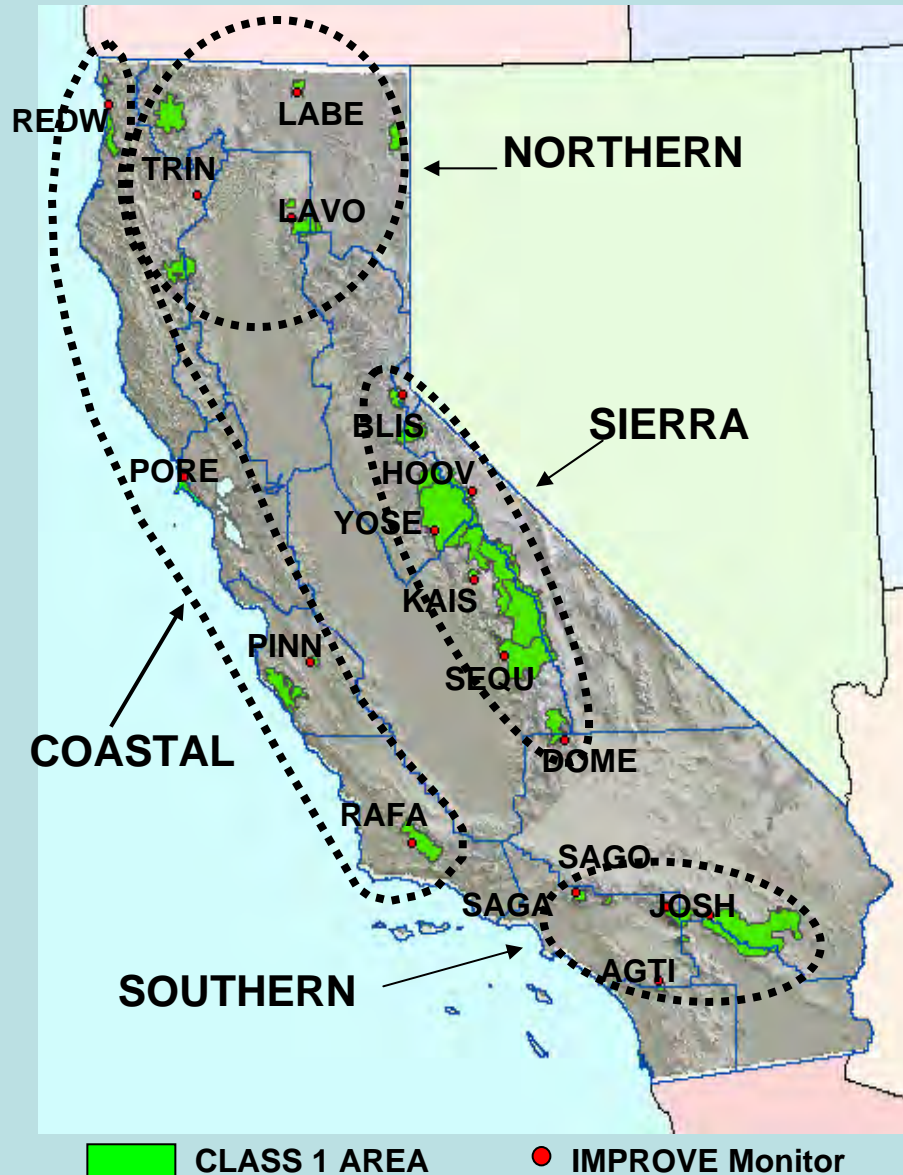 REDW
LABE
NORTHERN
TRIN
LAVO
BLIS
SIERRA
HOOV
PORE
YOSE
KAIS
PINN
SEQU
COASTAL
DOME
RAFA
SAGO
SAGA
JOSH
AGTI
SOUTHERN
CLASS 1 AREA
IMPROVE Monitor